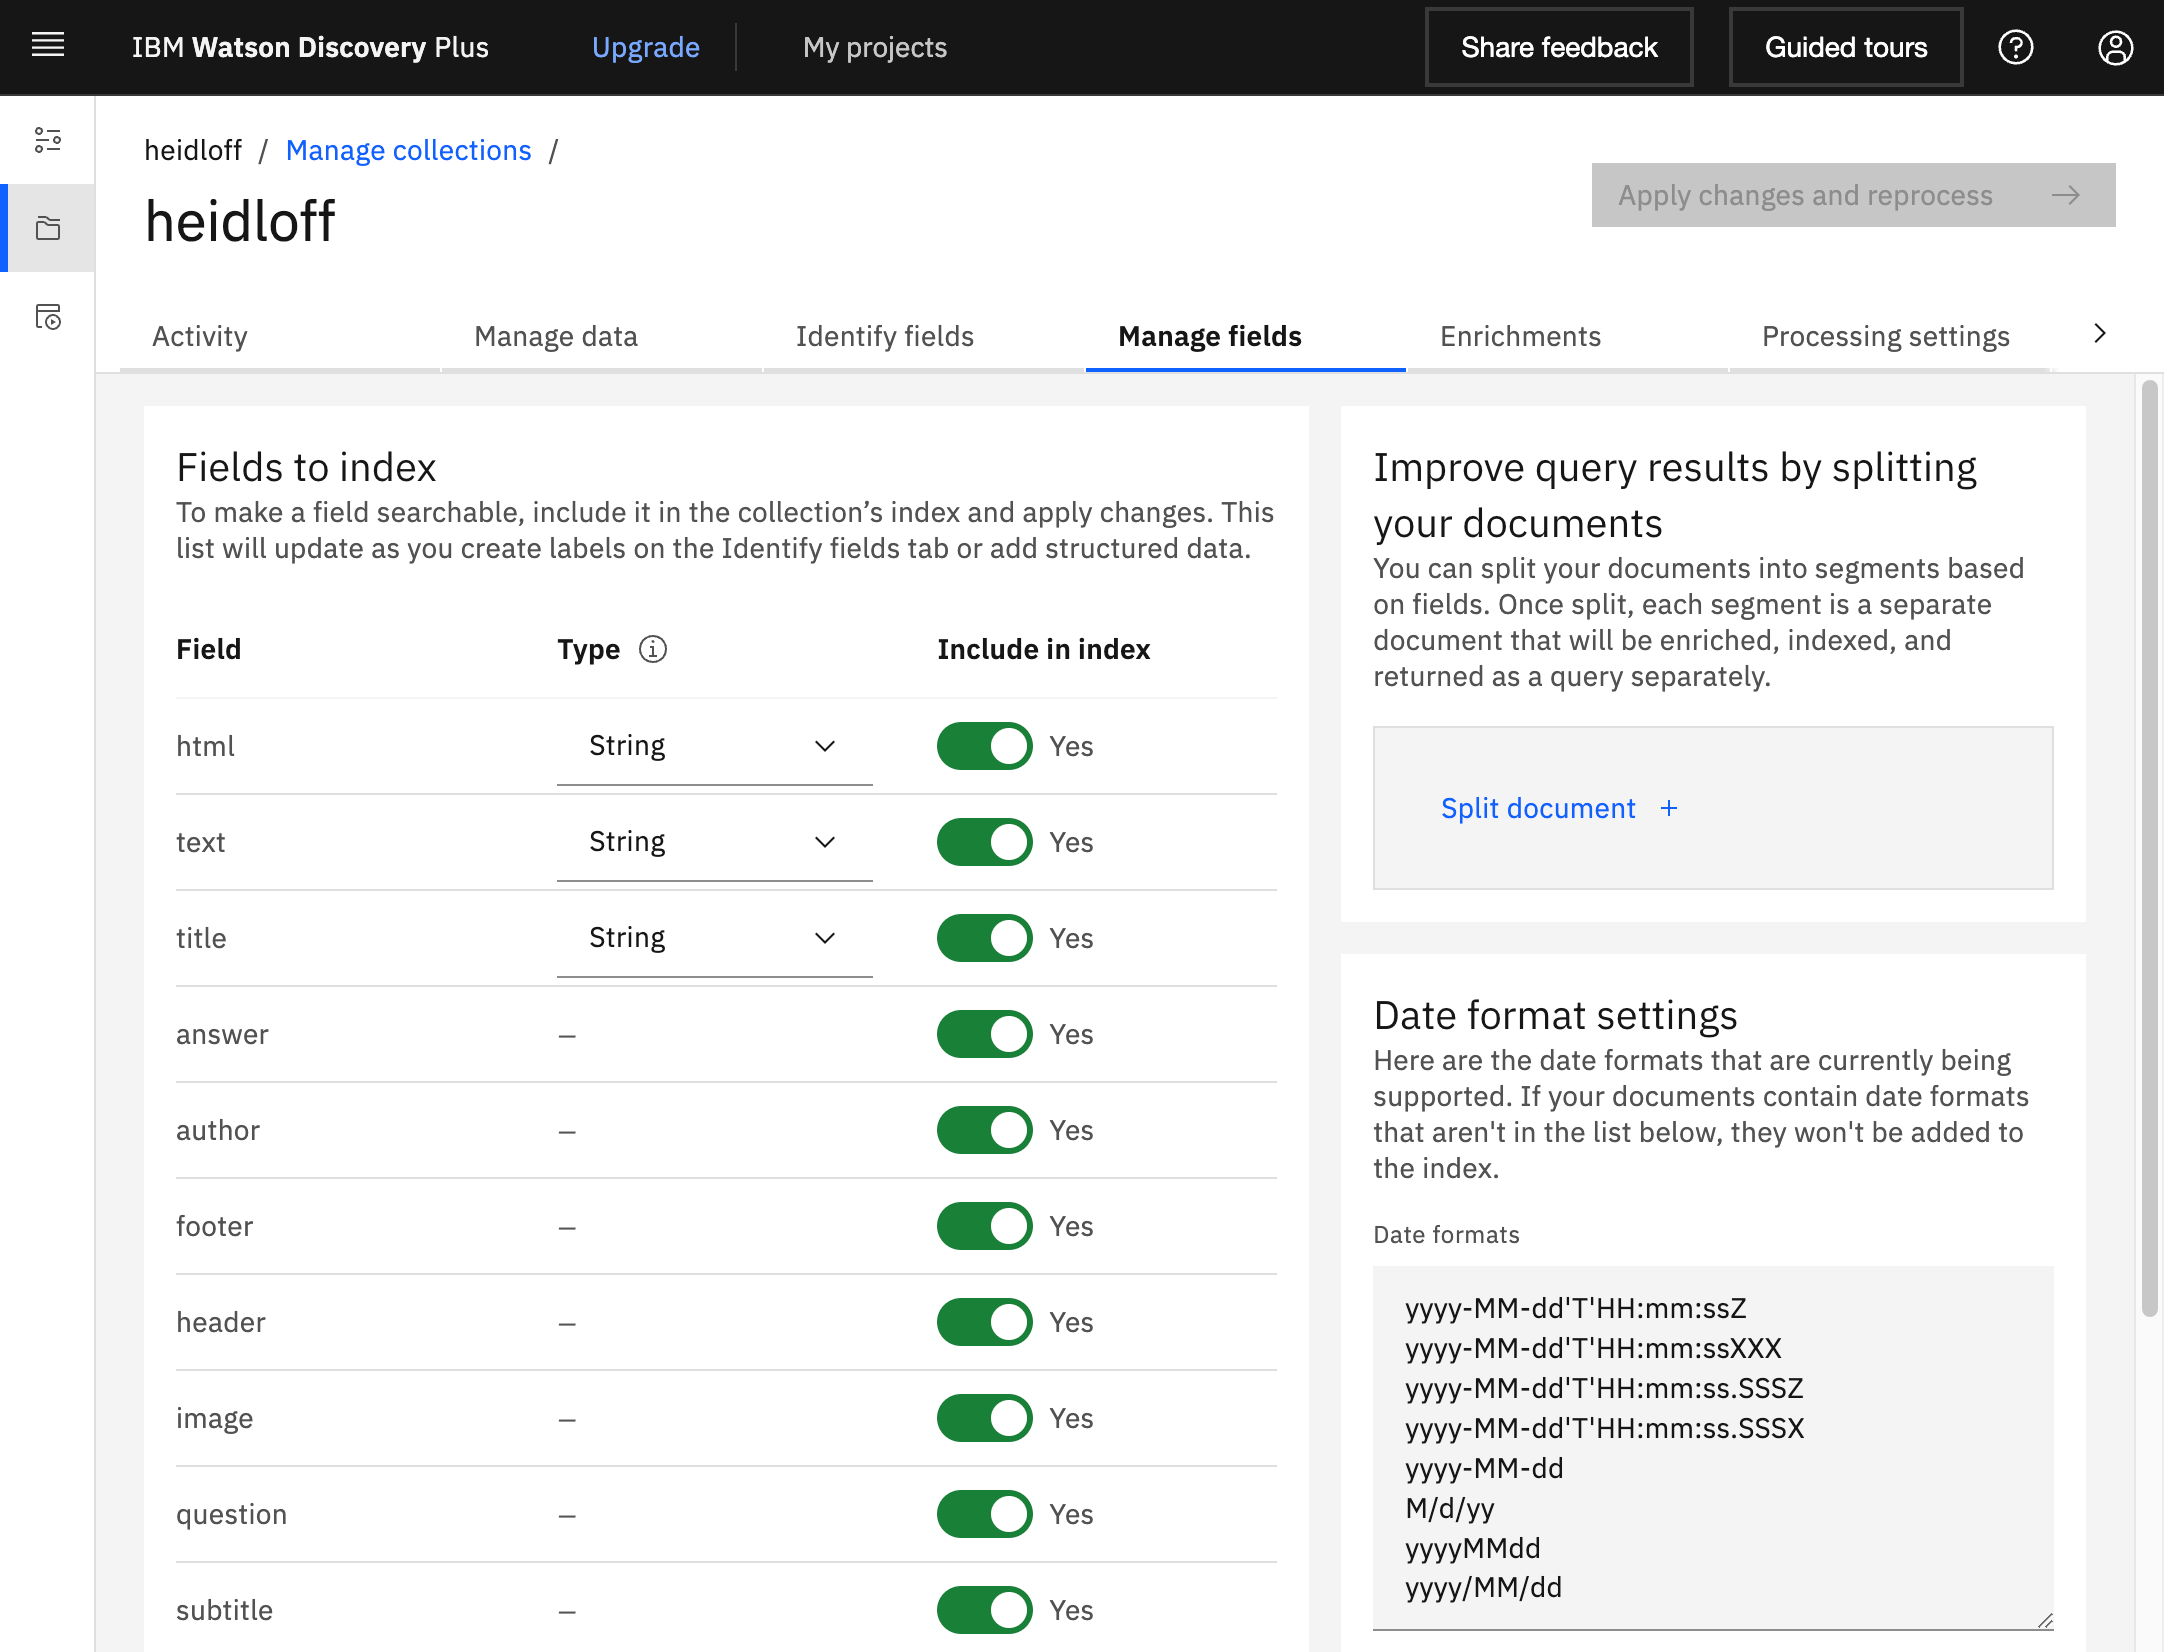 IBM Watson Discovery Plus
Upgrade
My projects
Share feedback
Guided tours
heidloff / Manage collections /
heidloff
Apply changes and reprocess
Activity
Manage data
Identify fields
Manage fields
Enrichments
Processing settings
Fields to index
To make a field searchable, include it in the collection’s index and apply changes. This
list will update as you create labels on the Identify fields tab or add structured data.
Field Type Include in index
html String Yes
text String Yes
title String Yes
answer – Yes
author – Yes
footer – Yes
header – Yes
image – Yes
question – Yes
subtitle – Yes
Improve query results by splitting
your documents
You can split your documents into segments based
on fields. Once split, each segment is a separate
document that will be enriched, indexed, and
returned as a query separately.
Split document +
Date format settings
Here are the date formats that are currently being
supported. If your documents contain date formats
that aren't in the list below, they won't be added to
the index.
Date formats
yyyy-MM-dd'T'HH:mm:ssZ
yyyy-MM-dd'T'HH:mm:ssXXX
yyyy-MM-dd'T'HH:mm:ss.SSSZ
yyyy-MM-dd'T'HH:mm:ss.SSSX
yyyy-MM-dd
M/d/yy
yyyyMMdd
yyyy/MM/dd